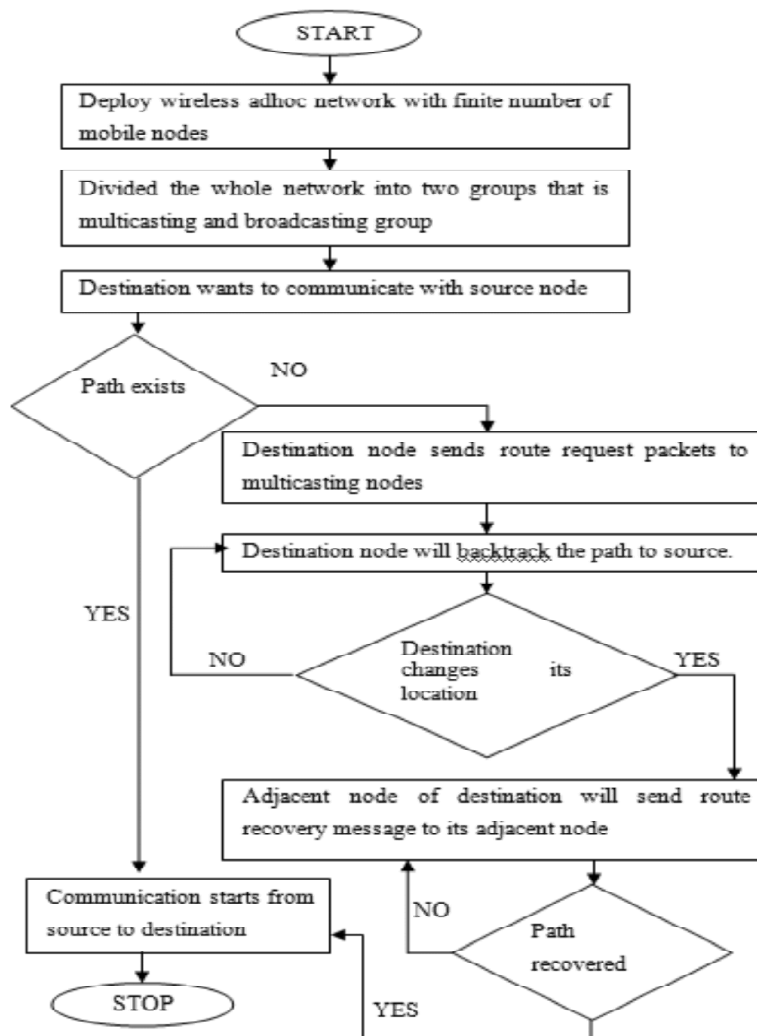 START
Deploy wireless adhoc network with finite number of
mobile nodes
Divided the whole network into two groups that is
multicasting and broadcasting group
Destination wants to communicate with source node
Path exists
NO
Destination node sends route request packets to
multicasting nodes
Destination node will backtrack the path to source.
YES
NO
Destination
changes its
location
YES
Adjacent node of destination will send route
recovery message to its adjacent node
Communication starts from
source to destination
NO
Path
recovered
STOP
YES